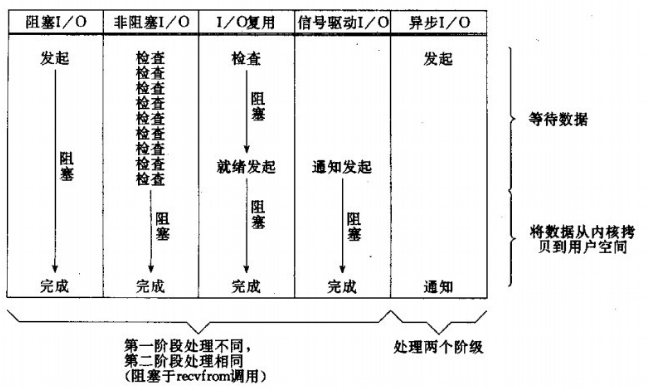 阻塞I/O 非阻塞I/O I/O复用 信号驱动I/O 异步I/O
发起 检查 检查 发起
检查
检查
检查
检查
检查
检查
检查
检查
阻塞
阻塞
就绪发起 通知发起
阻塞
阻塞
阻塞
完成 完成 完成 完成 通知
等待数据
将数据从内核拷
贝到用户空间
第一阶段处理不同，
第二阶段处理相同
（阻塞于recvfrom调用）
处理两个阶级